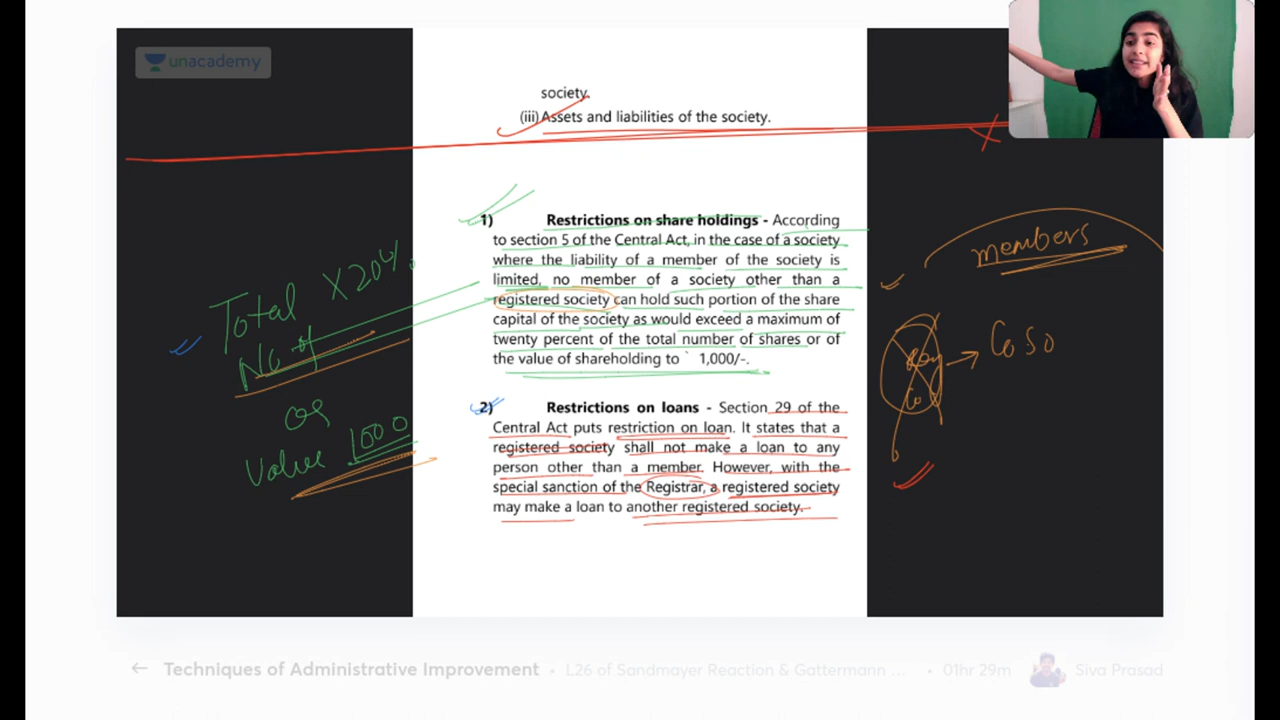 unacademy
society.
(iii) Assets and liabilities of the society.
1) Restrictions on share holdings - According
to section 5 of the Central Act, in the case of a society
where the liability of a member of the society is
limited, no member of a society other than a
registered society can hold such portion of the share
capital of the society as would exceed a maximum of
twenty percent of the total number of shares or of
the value of shareholding to ` 1,000/-.
2) Restrictions on loans - Section 29 of the
Central Act puts restriction on loan. It states that a
registered society shall not make a loan to any
person other than a member. However, with the
special sanction of the Registrar, a registered society
may make a loan to another registered society.
Total X 20%
No of
or
Value 1000
members
Co So
Co
Techniques of Administrative Improvement • L26 of Sandmayer Reaction & Gattermann ... • 01hr 29m Siva Prasad